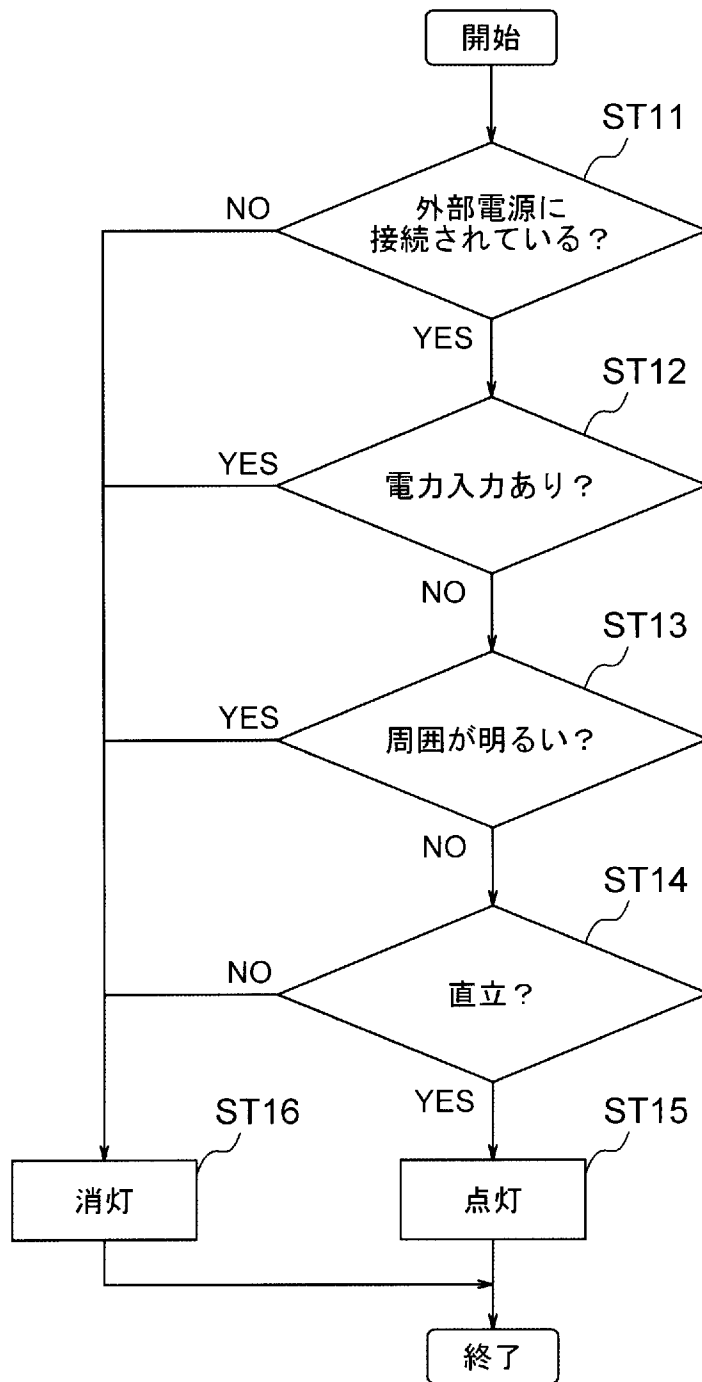 開始
ST11
外部電源に
接続されている？
NO
YES
ST12
電力入力あり？
YES
NO
ST13
周囲が明るい？
YES
NO
ST14
直立？
NO
YES
ST16
消灯
ST15
点灯
終了